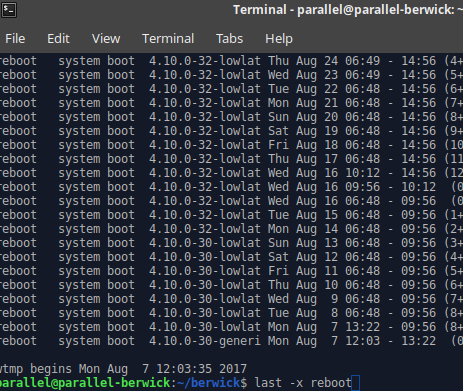 Terminal - parallel@parallel-berwick: ~
File Edit View Terminal Tabs Help
reboot   system boot  4.10.0-32-lowlat Thu Aug 24 06:49 - 14:56 (4+
reboot   system boot  4.10.0-32-lowlat Wed Aug 23 06:49 - 14:56 (5+
reboot   system boot  4.10.0-32-lowlat Tue Aug 22 06:48 - 14:56 (6+
reboot   system boot  4.10.0-32-lowlat Mon Aug 21 06:48 - 14:56 (7+
reboot   system boot  4.10.0-32-lowlat Sun Aug 20 06:48 - 14:56 (8+
reboot   system boot  4.10.0-32-lowlat Sat Aug 19 06:48 - 14:56 (9+
reboot   system boot  4.10.0-32-lowlat Fri Aug 18 06:48 - 14:56 (10
reboot   system boot  4.10.0-32-lowlat Thu Aug 17 06:48 - 14:56 (11
reboot   system boot  4.10.0-32-lowlat Wed Aug 16 10:12 - 14:56 (12
reboot   system boot  4.10.0-32-lowlat Wed Aug 16 09:56 - 10:12  (0
reboot   system boot  4.10.0-32-lowlat Wed Aug 16 06:48 - 09:56  (0
reboot   system boot  4.10.0-32-lowlat Tue Aug 15 06:48 - 09:56 (1+
reboot   system boot  4.10.0-32-lowlat Mon Aug 14 06:48 - 09:56 (2+
reboot   system boot  4.10.0-30-lowlat Sun Aug 13 06:48 - 09:56 (3+
reboot   system boot  4.10.0-30-lowlat Sat Aug 12 06:48 - 09:56 (4+
reboot   system boot  4.10.0-30-lowlat Fri Aug 11 06:48 - 09:56 (5+
reboot   system boot  4.10.0-30-lowlat Thu Aug 10 06:48 - 09:56 (6+
reboot   system boot  4.10.0-30-lowlat Wed Aug  9 06:48 - 09:56 (7+
reboot   system boot  4.10.0-30-lowlat Tue Aug  8 06:48 - 09:56 (8+
reboot   system boot  4.10.0-30-lowlat Mon Aug  7 13:22 - 09:56 (8+
reboot   system boot  4.10.0-30-generi Mon Aug  7 12:03 - 13:22  (0
wtmp begins Mon Aug  7 12:03:35 2017
parallel@parallel-berwick:~/berwick$ last -x reboot